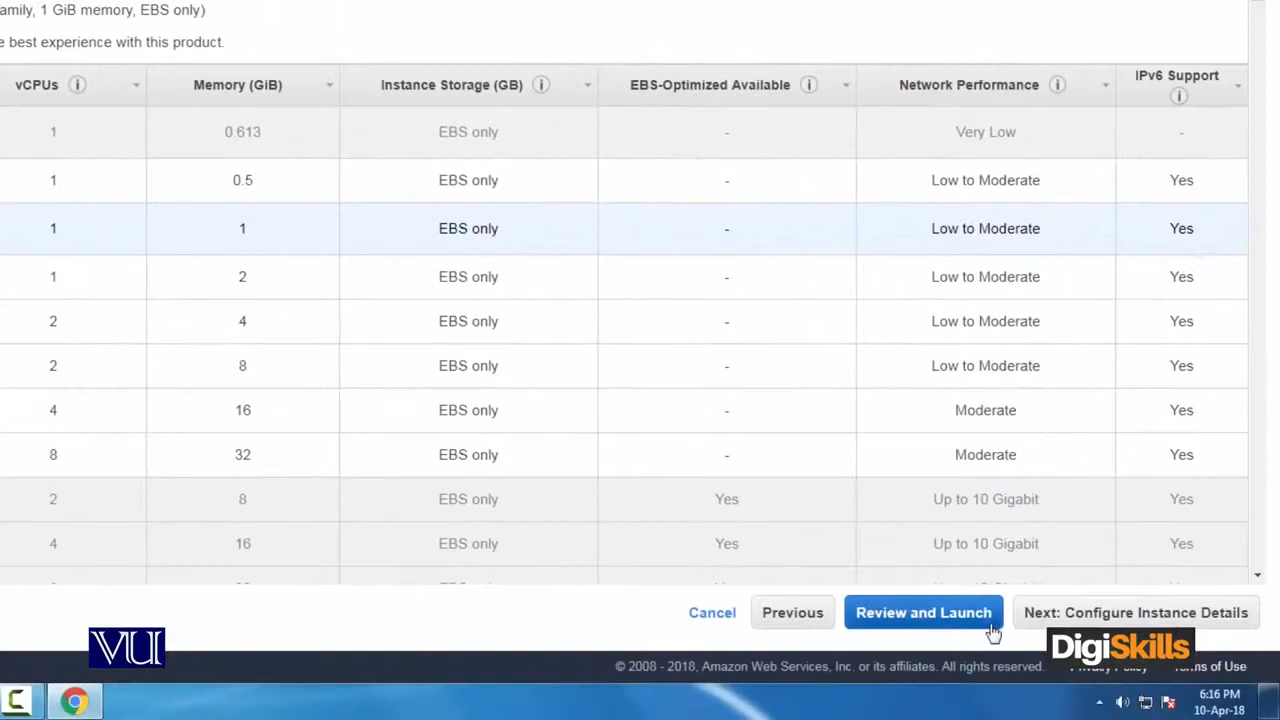 amily, 1 GiB memory, EBS only)
e best experience with this product.
vCPUs i Memory (GiB) Instance Storage (GB) i EBS-Optimized Available i Network Performance i IPv6 Support i
1 0.613 EBS only - Very Low -
1 0.5 EBS only - Low to Moderate Yes
1 1 EBS only - Low to Moderate Yes
1 2 EBS only - Low to Moderate Yes
2 4 EBS only - Low to Moderate Yes
2 8 EBS only - Low to Moderate Yes
4 16 EBS only - Moderate Yes
8 32 EBS only - Moderate Yes
2 8 EBS only Yes Up to 10 Gigabit Yes
4 16 EBS only Yes Up to 10 Gigabit Yes
Cancel Previous Review and Launch Next: Configure Instance Details
VU DigiSkills
© 2008 - 2018, Amazon Web Services, Inc. or its affiliates. All rights reserved. Privacy Policy Terms of Use
6:16 PM
10-Apr-18